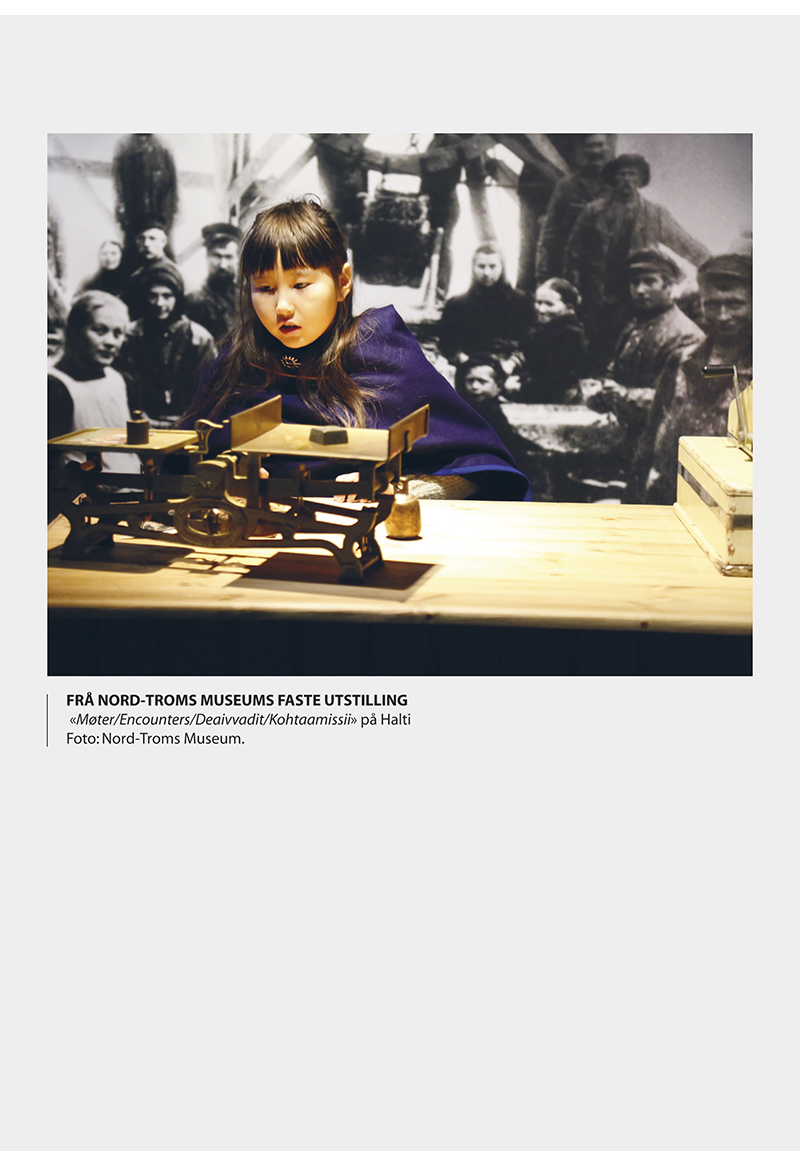 FRÅ NORD-TROMS MUSEUMS FASTE UTSTILLING
«Møter/Encounters/Deaivvadit/Kohtaamissii» på Halti
Foto: Nord-Troms Museum.